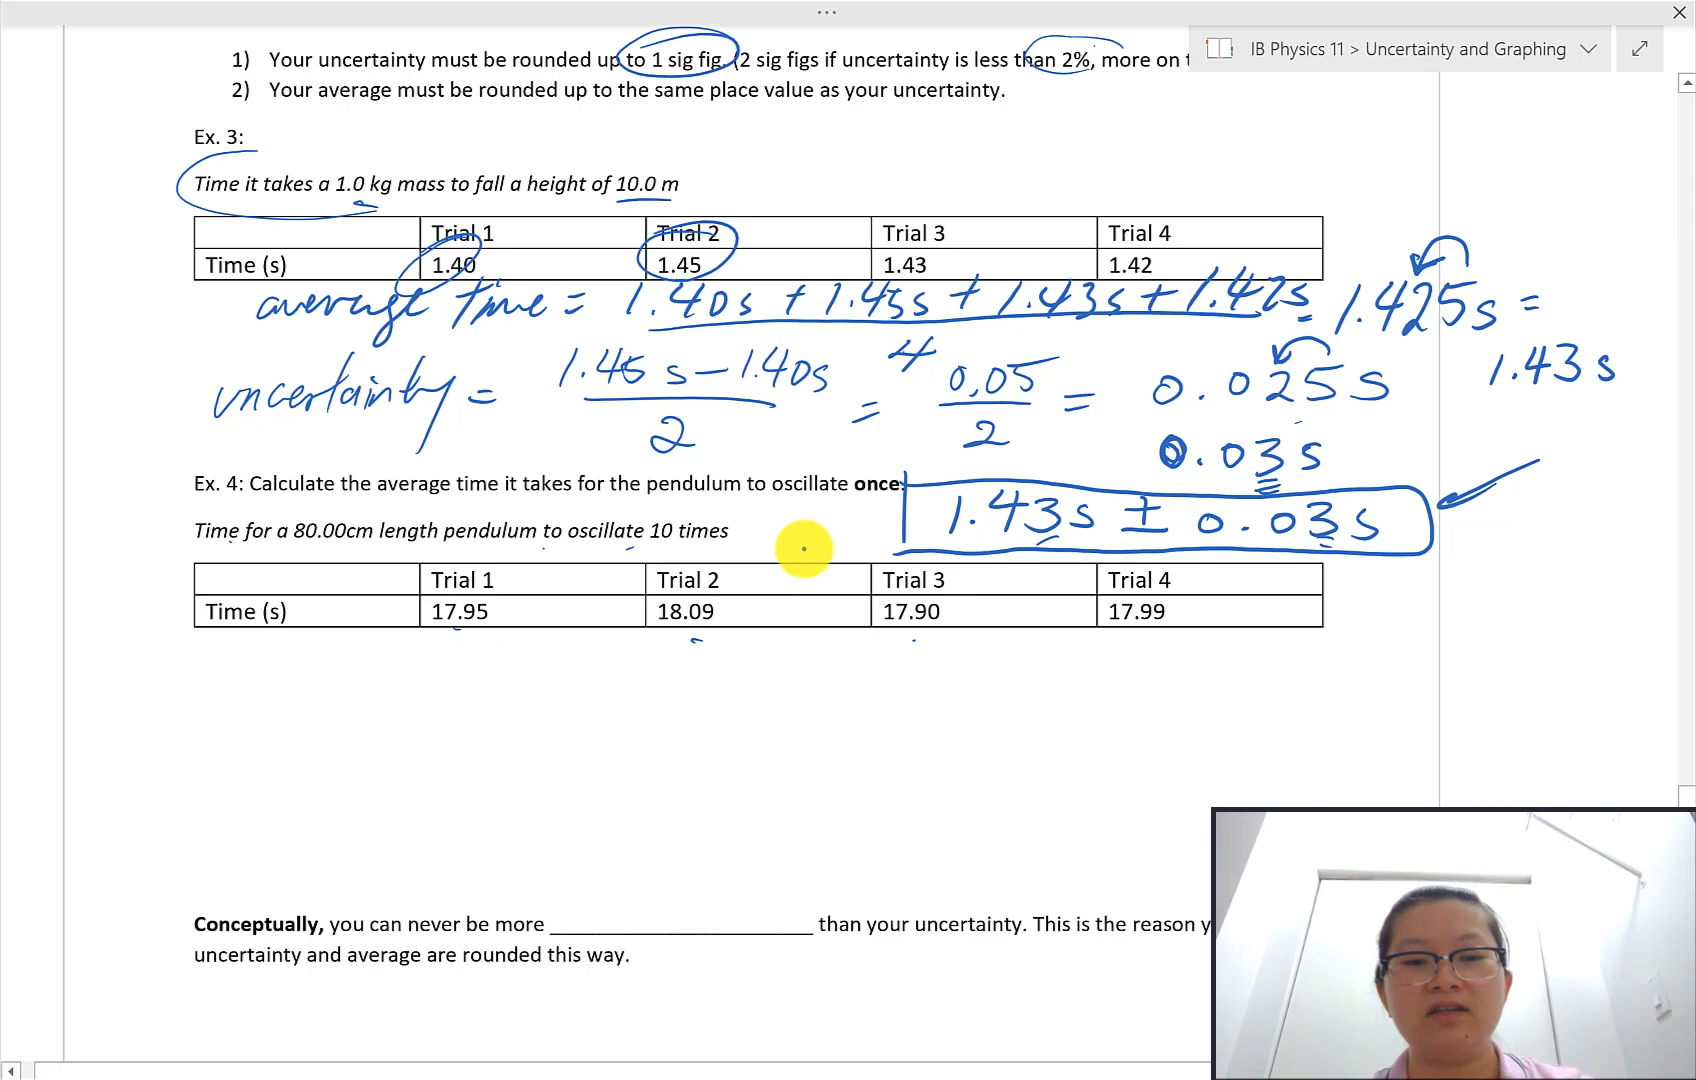 IB Physics 11 > Uncertainty and Graphing
1) Your uncertainty must be rounded up to 1 sig fig. (2 sig figs if uncertainty is less than 2%, more on t
2) Your average must be rounded up to the same place value as your uncertainty.
Ex. 3:
Time it takes a 1.0 kg mass to fall a height of 10.0 m
Trial 1 Trial 2 Trial 3 Trial 4
Time (s) 1.40 1.45 1.43 1.42
average time = 1.40s + 1.45s + 1.43s + 1.42s = 1.425s =
4
1.43 s
uncertainty = 1.45 s - 1.40s = 0.05 = 0.025 s
2 2
0.03 s
Ex. 4: Calculate the average time it takes for the pendulum to oscillate once.
1.43s ± 0.03s
Time for a 80.00cm length pendulum to oscillate 10 times
Trial 1 Trial 2 Trial 3 Trial 4
Time (s) 17.95 18.09 17.90 17.99
Conceptually, you can never be more ________________________ than your uncertainty. This is the reason y
uncertainty and average are rounded this way.